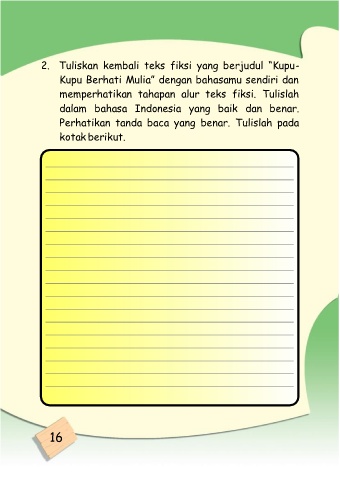 2. Tuliskan kembali teks fiksi yang berjudul “Kupu-
Kupu Berhati Mulia” dengan bahasamu sendiri dan
memperhatikan tahapan alur teks fiksi. Tulislah
dalam bahasa Indonesia yang baik dan benar.
Perhatikan tanda baca yang benar. Tulislah pada
kotak berikut.
16